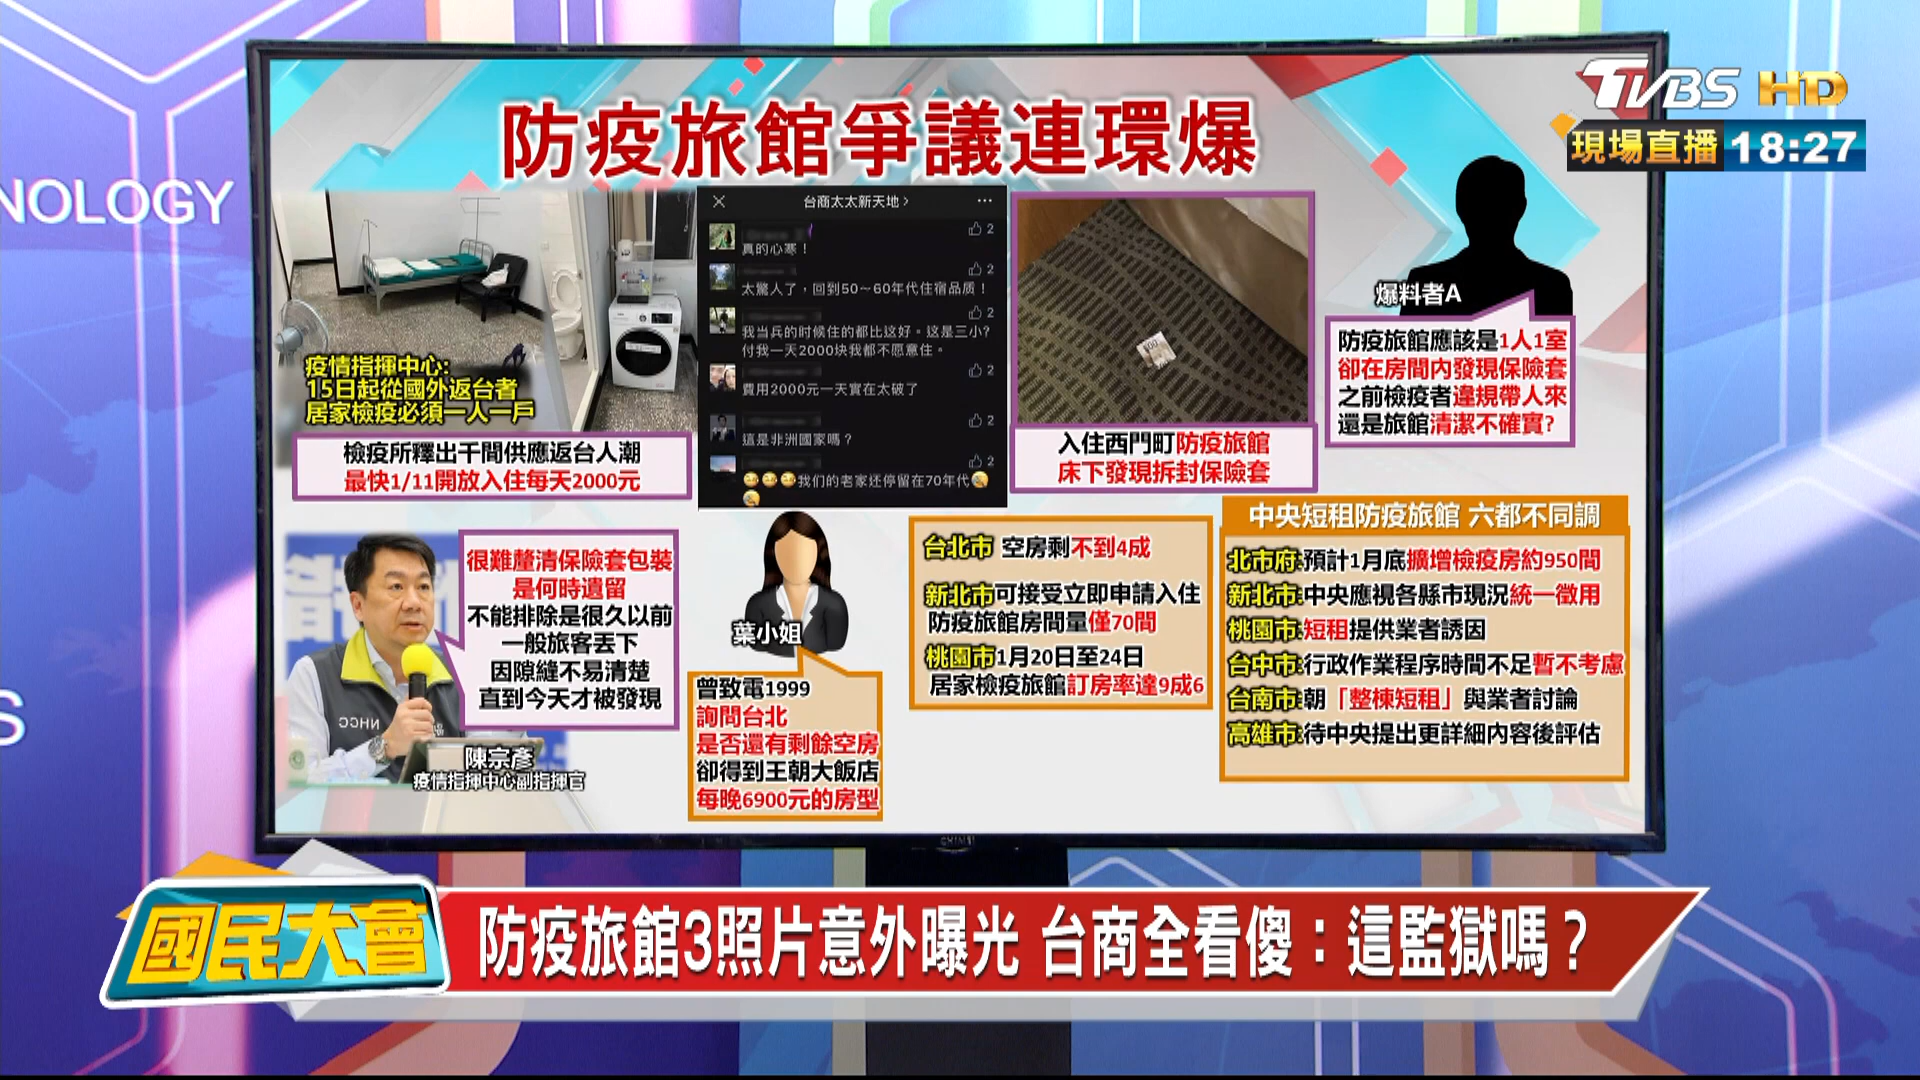 NOLOGY
S
TVBS HD
現場直播 18:27
防疫旅館爭議連環爆
疫情指揮中心:
15日起從國外返台者
居家檢疫必須一人一戶
檢疫所釋出千間供應返台人潮
最快1/11開放入住每天2000元
台商太太新天地
真的心寒！
2
太驚人了，回到50～60年代住宿品质！
2
我当兵的时候住的都比这好。这是三小?
付我一天2000块我都不愿意住。
2
費用2000元一天實在太破了
2
這是非洲國家嗎？
2
我们的老家还停留在70年代
2
入住西門町防疫旅館
床下發現拆封保險套
爆料者A
防疫旅館應該是1人1室
卻在房間內發現保險套
之前檢疫者違規帶人來
還是旅館清潔不確實?
很難釐清保險套包裝
是何時遺留
不能排除是很久以前
一般旅客丟下
因隙縫不易清楚
直到今天才被發現
陳宗彥
疫情指揮中心副指揮官
葉小姐
曾致電1999
詢問台北
是否還有剩餘空房
卻得到王朝大飯店
每晚6900元的房型
台北市 空房剩不到4成
新北市可接受立即申請入住
防疫旅館房間量僅70間
桃園市1月20日至24日
居家檢疫旅館訂房率達9成6
中央短租防疫旅館 六都不同調
北市府:預計1月底擴增檢疫房約950間
新北市:中央應視各縣市現況統一徵用
桃園市:短租提供業者誘因
台中市:行政作業程序時間不足暫不考慮
台南市:朝「整棟短租」與業者討論
高雄市:待中央提出更詳細內容後評估
CHIMEI
國民大會
防疫旅館3照片意外曝光 台商全看傻：這監獄嗎？